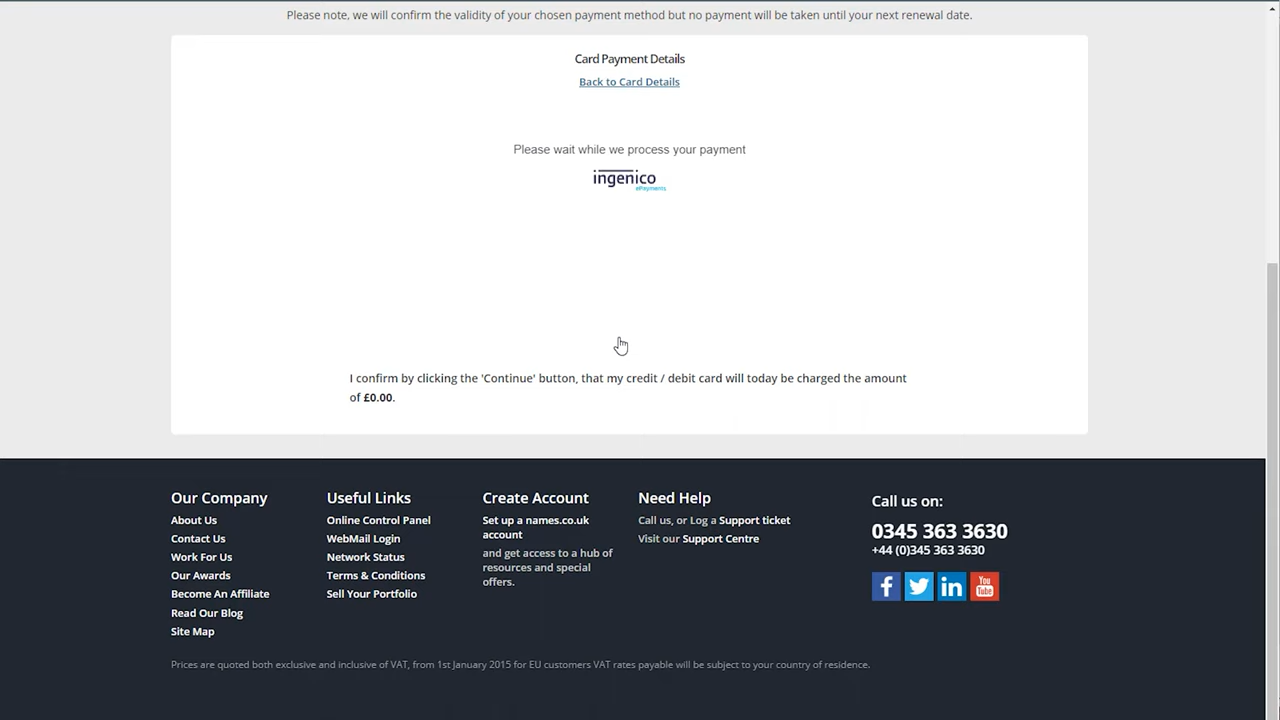 Please note, we will confirm the validity of your chosen payment method but no payment will be taken until your next renewal date.
Card Payment Details
Back to Card Details
Please wait while we process your payment
ingenico
ePayments
I confirm by clicking the 'Continue' button, that my credit / debit card will today be charged the amount
of £0.00.
Our Company
About Us
Contact Us
Work For Us
Our Awards
Become An Affiliate
Read Our Blog
Site Map
Useful Links
Online Control Panel
WebMail Login
Network Status
Terms & Conditions
Sell Your Portfolio
Create Account
Set up a names.co.uk
account
and get access to a hub of
resources and special
offers.
Need Help
Call us, or Log a Support ticket
Visit our Support Centre
Call us on:
0345 363 3630
+44 (0)345 363 3630
You Tube
Prices are quoted both exclusive and inclusive of VAT, from 1st January 2015 for EU customers VAT rates payable will be subject to your country of residence.